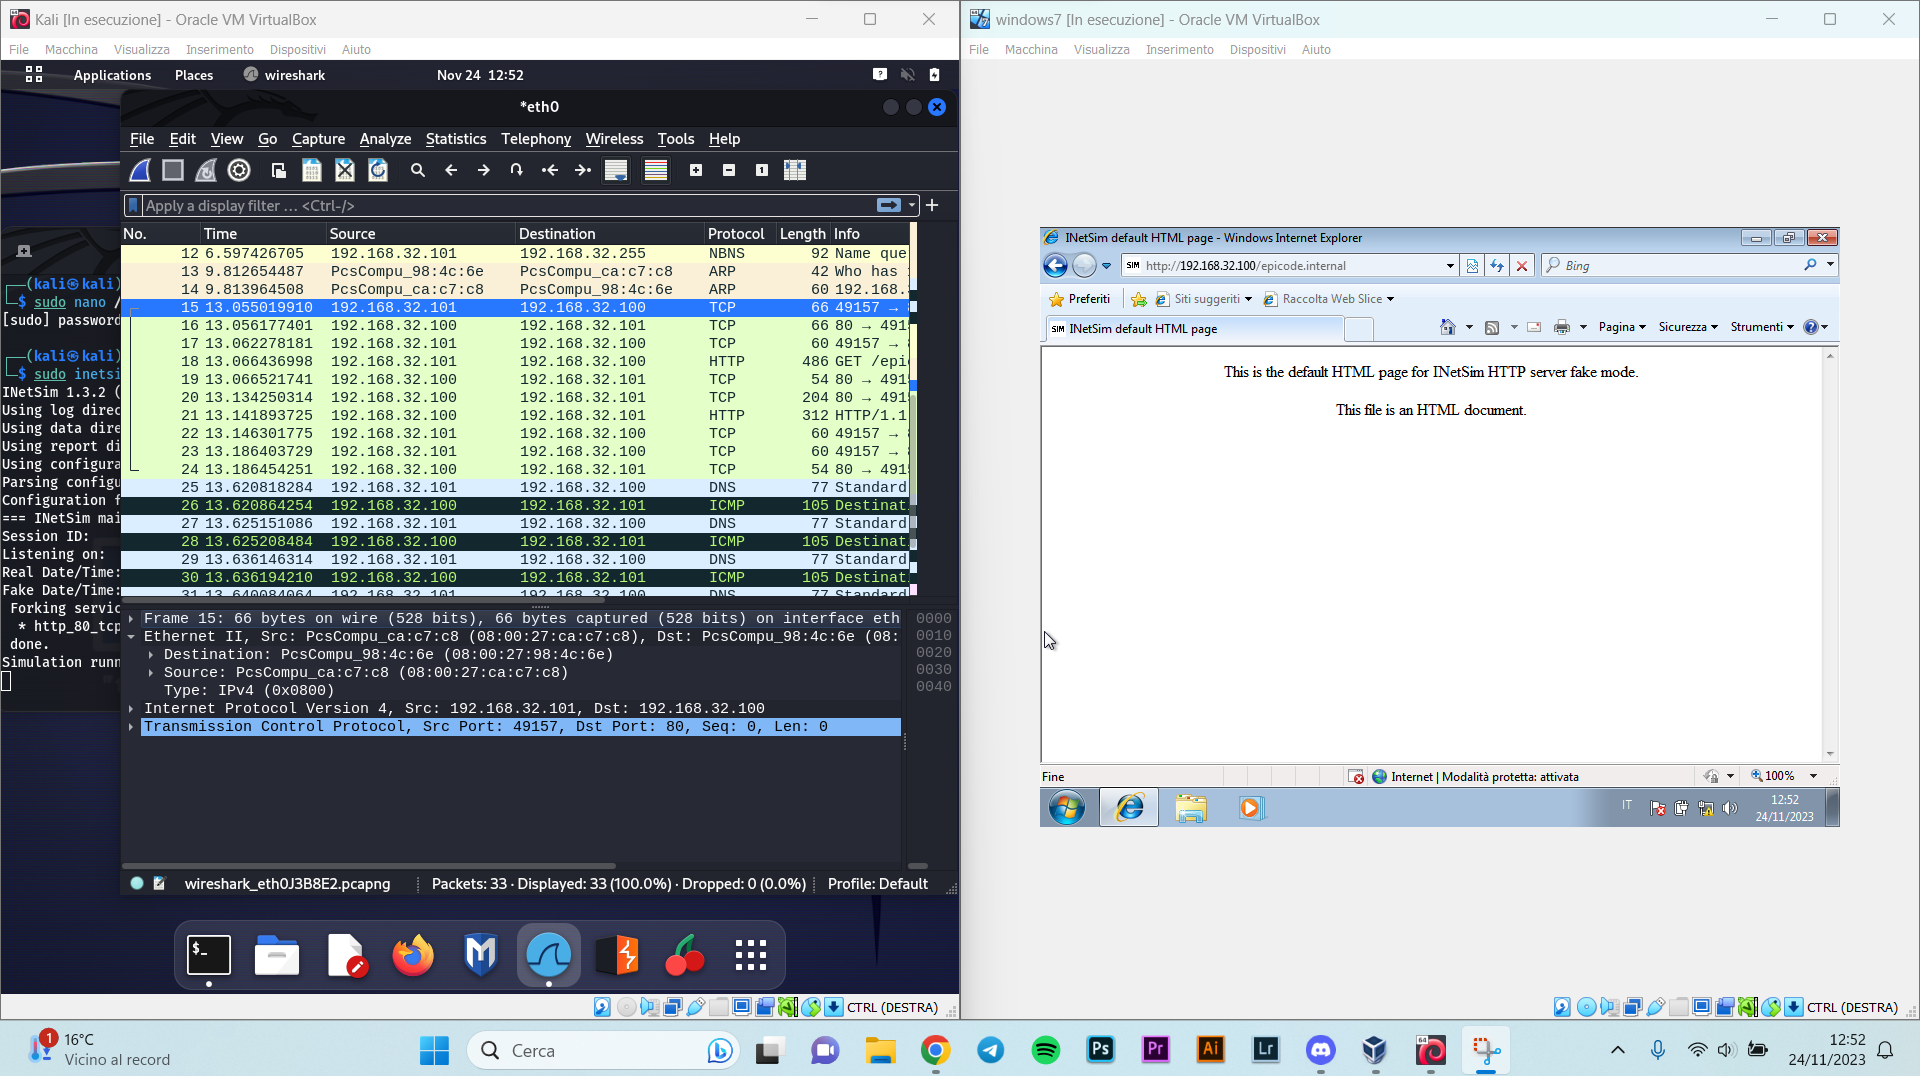 Kali [In esecuzione] - Oracle VM VirtualBox
File Macchina Visualizza Inserimento Dispositivi Aiuto
Applications Places wireshark Nov 24 12:52
*eth0
File Edit View Go Capture Analyze Statistics Telephony Wireless Tools Help
Apply a display filter ... <Ctrl-/>
No. Time Source Destination Protocol Length Info
12 6.597426705 192.168.32.101 192.168.32.255 NBNS 92 Name que
13 9.812654487 PcsCompu_98:4c:6e PcsCompu_ca:c7:c8 ARP 42 Who has
14 9.813964508 PcsCompu_ca:c7:c8 PcsCompu_98:4c:6e ARP 60 192.168.
15 13.055019910 192.168.32.101 192.168.32.100 TCP 66 49157 →
16 13.056177401 192.168.32.100 192.168.32.101 TCP 66 80 → 491
17 13.062278181 192.168.32.101 192.168.32.100 TCP 60 49157 →
18 13.066436998 192.168.32.101 192.168.32.100 HTTP 486 GET /epi
19 13.066521741 192.168.32.100 192.168.32.101 TCP 54 80 → 491
20 13.134250314 192.168.32.100 192.168.32.101 TCP 204 80 → 491
21 13.141893725 192.168.32.100 192.168.32.101 HTTP 312 HTTP/1.1
22 13.146301775 192.168.32.101 192.168.32.100 TCP 60 49157 →
23 13.186403729 192.168.32.101 192.168.32.100 TCP 60 49157 →
24 13.186454251 192.168.32.100 192.168.32.101 TCP 54 80 → 491
25 13.620818284 192.168.32.101 192.168.32.100 DNS 77 Standard
26 13.620864254 192.168.32.100 192.168.32.101 ICMP 105 Destinat
27 13.625151086 192.168.32.101 192.168.32.100 DNS 77 Standard
28 13.625208484 192.168.32.100 192.168.32.101 ICMP 105 Destinat
29 13.636146314 192.168.32.101 192.168.32.100 DNS 77 Standard
30 13.636194210 192.168.32.100 192.168.32.101 ICMP 105 Destinat
31 13.640084064 192.168.32.101 192.168.32.100 DNS 77 Standard
Frame 15: 66 bytes on wire (528 bits), 66 bytes captured (528 bits) on interface eth
Ethernet II, Src: PcsCompu_ca:c7:c8 (08:00:27:ca:c7:c8), Dst: PcsCompu_98:4c:6e (08:
Destination: PcsCompu_98:4c:6e (08:00:27:98:4c:6e)
Source: PcsCompu_ca:c7:c8 (08:00:27:ca:c7:c8)
Type: IPv4 (0x0800)
Internet Protocol Version 4, Src: 192.168.32.101, Dst: 192.168.32.100
Transmission Control Protocol, Src Port: 49157, Dst Port: 80, Seq: 0, Len: 0
0000
0010
0020
0030
0040
wireshark_eth0J3B8E2.pcapng Packets: 33 · Displayed: 33 (100.0%) · Dropped: 0 (0.0%) Profile: Default
(kali㉿kali)
$ sudo nano /
[sudo] password
(kali㉿kali)
$ sudo inetsi
INetSim 1.3.2 (
Using log direc
Using data dire
Using report di
Using configura
Parsing configu
Configuration f
=== INetSim mai
Session ID:
Listening on:
Real Date/Time:
Fake Date/Time:
Forking servic
* http_80_tcp
done.
Simulation runn
$_
CTRL (DESTRA)
windows7 [In esecuzione] - Oracle VM VirtualBox
File Macchina Visualizza Inserimento Dispositivi Aiuto
INetSim default HTML page - Windows Internet Explorer
SIM http://192.168.32.100/epicode.internal Bing
Preferiti Siti suggeriti Raccolta Web Slice
SIM INetSim default HTML page Pagina Sicurezza Strumenti
This is the default HTML page for INetSim HTTP server fake mode.
This file is an HTML document.
Fine Internet | Modalità protetta: attivata 100%
IT 12:52
24/11/2023
CTRL (DESTRA)
1 16°C
Vicino al record
Cerca
Ps Pr Ai Lr 64
12:52
24/11/2023